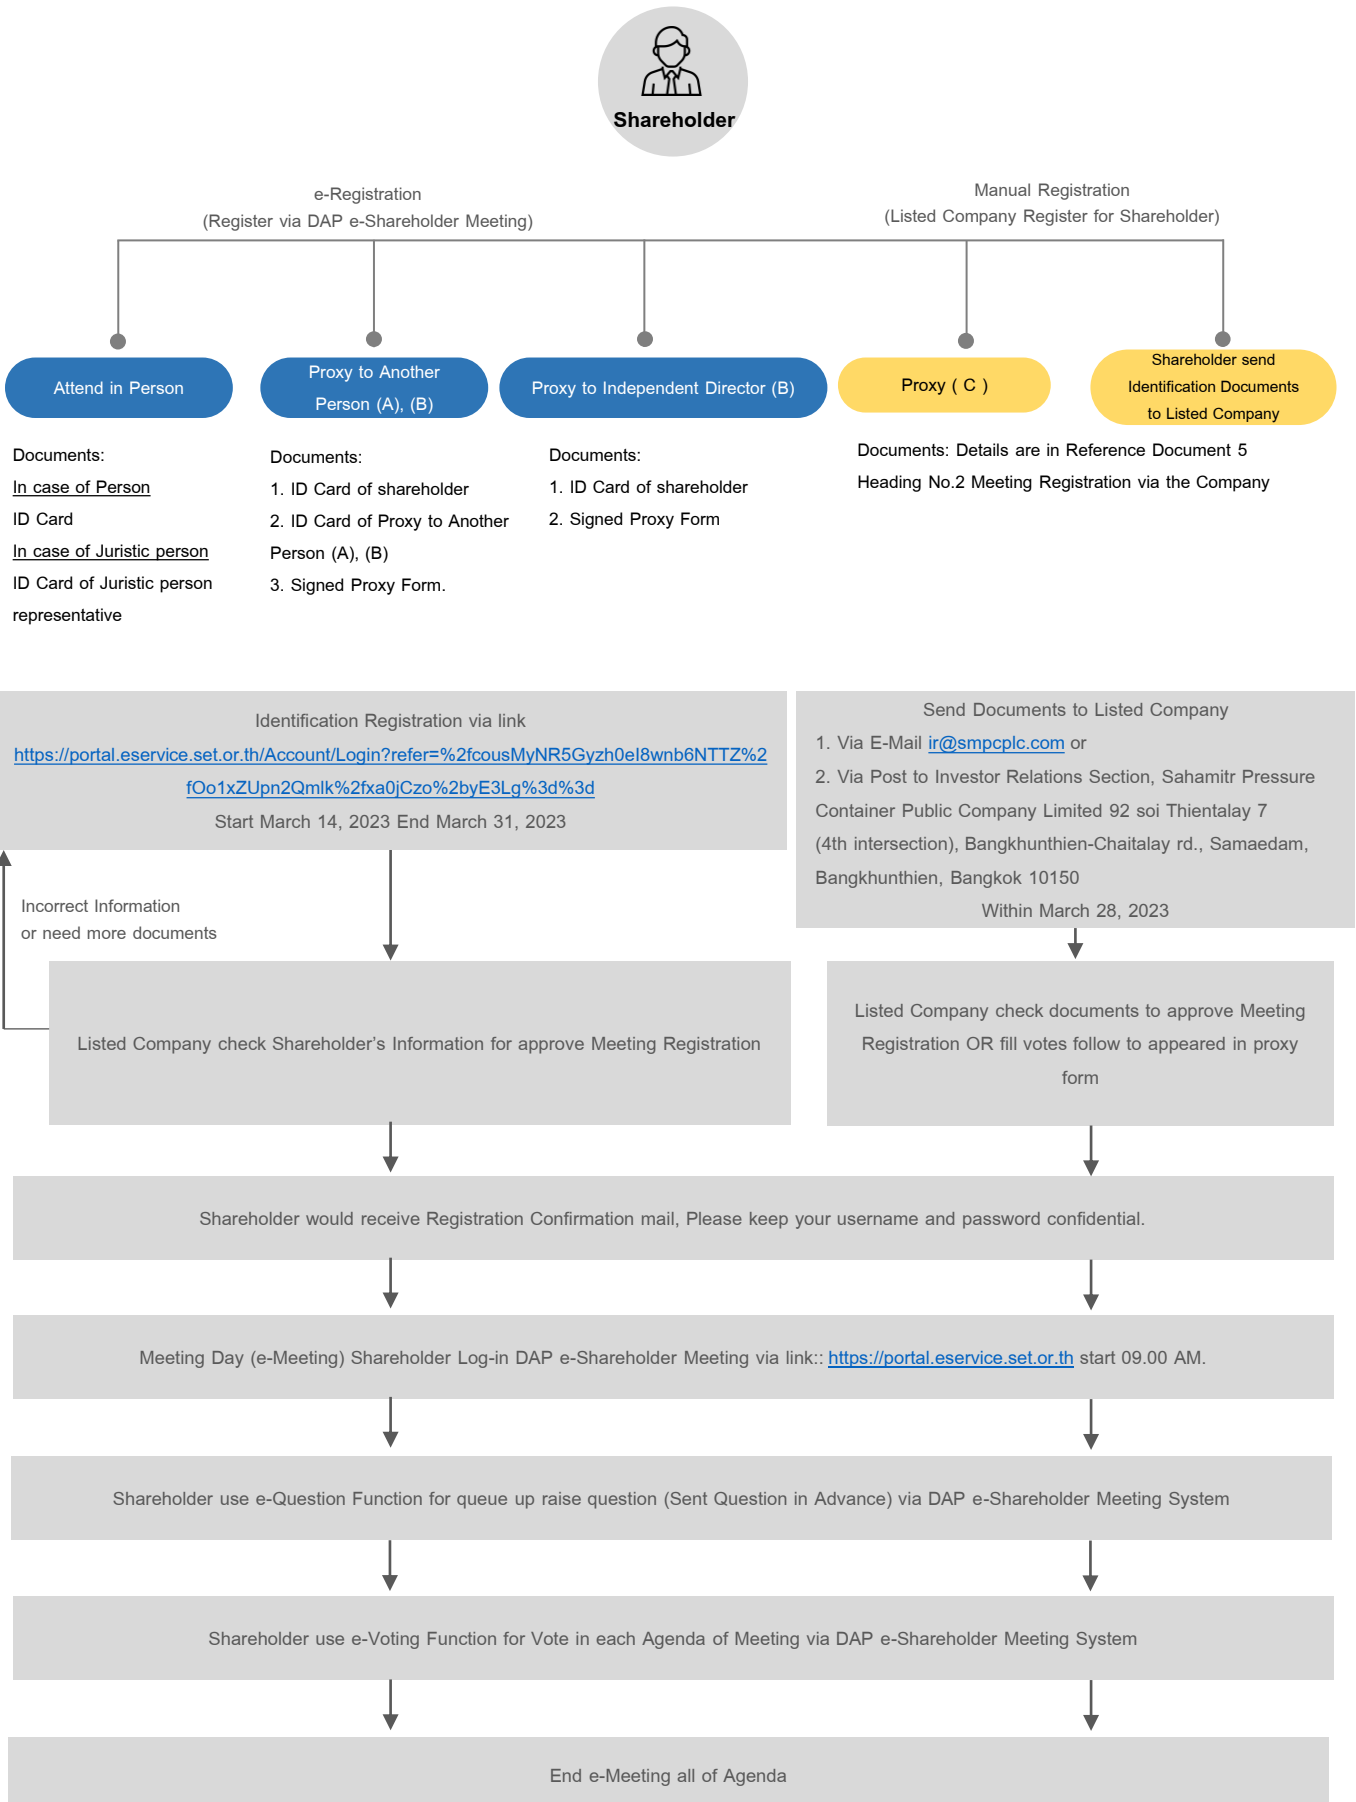 Shareholder
e-Registration
(Register via DAP e-Shareholder Meeting)
Manual Registration
(Listed Company Register for Shareholder)
Attend in Person
Proxy to Another
Person (A), (B)
Proxy to Independent Director (B)
Proxy ( C )
Shareholder send
Identification Documents
to Listed Company
Documents:
In case of Person
ID Card
In case of Juristic person
ID Card of Juristic person
representative
Documents:
1. ID Card of shareholder
2. ID Card of Proxy to Another
Person (A), (B)
3. Signed Proxy Form.
Documents:
1. ID Card of shareholder
2. Signed Proxy Form
Documents: Details are in Reference Document 5
Heading No.2 Meeting Registration via the Company
Identification Registration via link
https://portal.eservice.set.or.th/Account/Login?refer=%2fcousMyNR5Gyzh0eI8wnb6NTTZ%2
fOo1xZUpn2Qmlk%2fxa0jCzo%2byE3Lg%3d%3d
Start March 14, 2023 End March 31, 2023
Send Documents to Listed Company
1. Via E-Mail ir@smpcplc.com or
2. Via Post to Investor Relations Section, Sahamitr Pressure
Container Public Company Limited 92 soi Thientalay 7
(4th intersection), Bangkhunthien-Chaitalay rd., Samaedam,
Bangkhunthien, Bangkok 10150
Within March 28, 2023
Incorrect Information
or need more documents
Listed Company check Shareholder's Information for approve Meeting Registration
Listed Company check documents to approve Meeting
Registration OR fill votes follow to appeared in proxy
form
Shareholder would receive Registration Confirmation mail, Please keep your username and password confidential.
Meeting Day (e-Meeting) Shareholder Log-in DAP e-Shareholder Meeting via link:: https://portal.eservice.set.or.th start 09.00 AM.
Shareholder use e-Question Function for queue up raise question (Sent Question in Advance) via DAP e-Shareholder Meeting System
Shareholder use e-Voting Function for Vote in each Agenda of Meeting via DAP e-Shareholder Meeting System
End e-Meeting all of Agenda